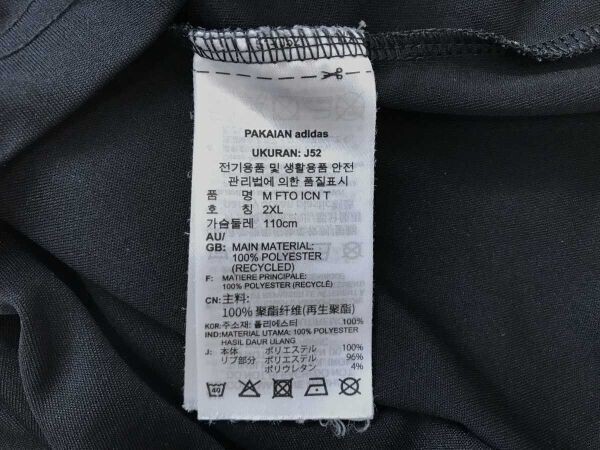 PAKAIAN adidas
UKURAN: J52
전기용품 및 생활용품 안전
관리법에 의한 품질표시
품 명 M FTO ICN T
호 칭 2XL
가슴둘레 110cm
AU/
GB: MAIN MATERIAL:
100% POLYESTER
(RECYCLED)
F: MATIERE PRINCIPALE:
100% POLYESTER (RECYCLÉ)
CN: 主料:
100% 聚酯纤维(再生聚酯)
KOR: 주소재: 폴리에스터 100%
IND: MATERIAL UTAMA: 100% POLYESTER
HASIL DAUR ULANG
J: 本体 ポリエステル 100%
リブ部分 ポリエステル 96%
ポリウレタン 4%
40